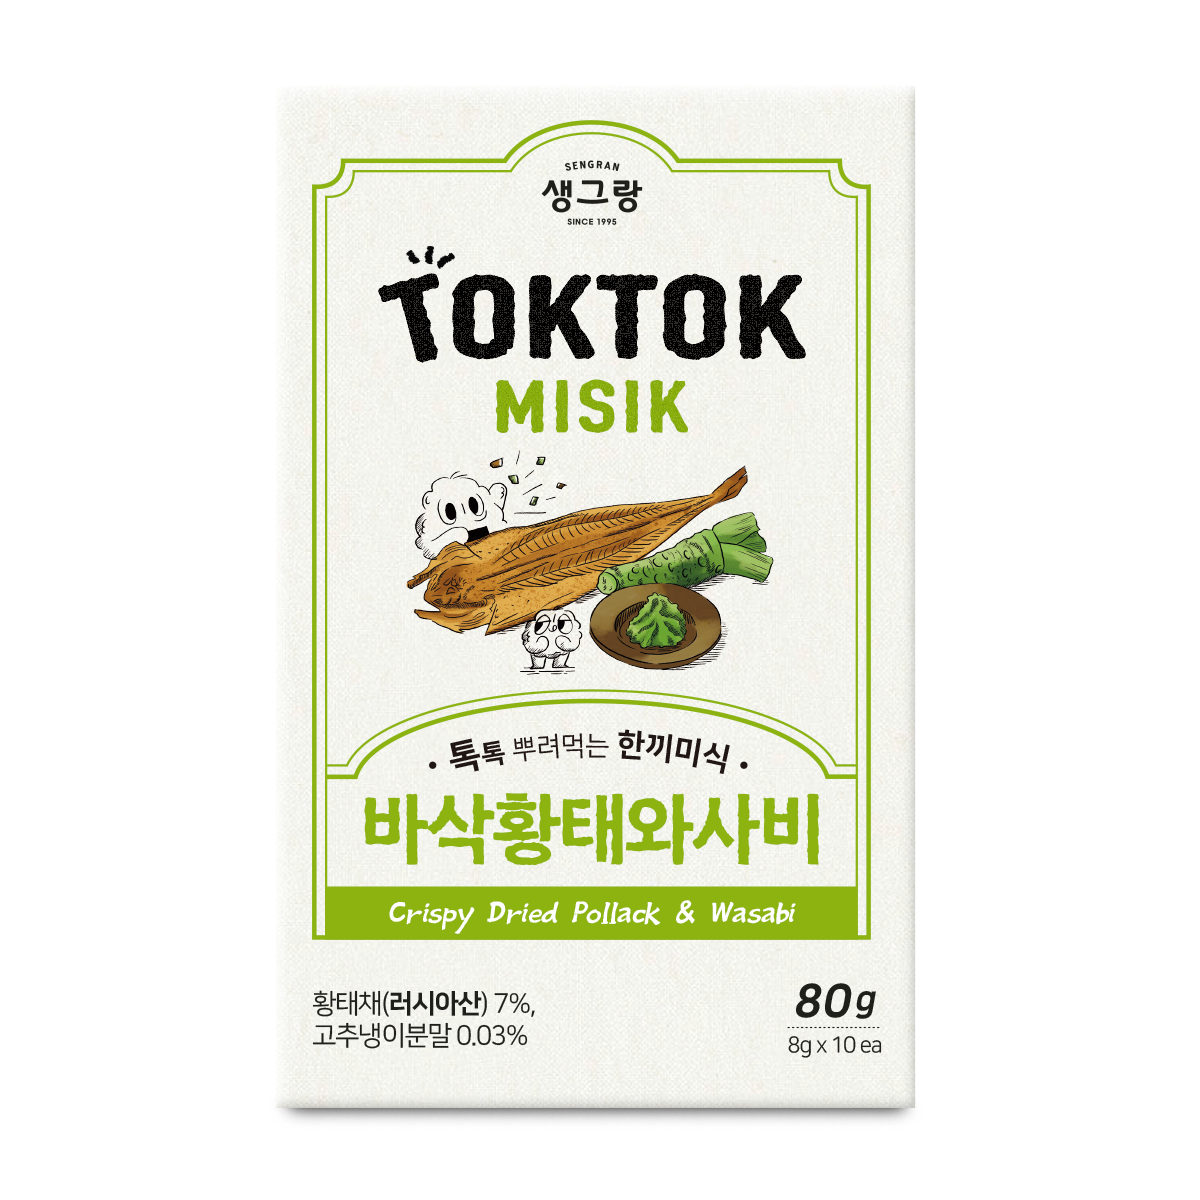 SENGRAN
생그랑
SINCE 1995
TOKTOK
MISIK
• 톡톡 뿌려먹는 한끼미식 •
바삭황태와사비
Crispy Dried Pollack & Wasabi
황태채(러시아산) 7%,
고추냉이분말 0.03%
80g
8g x 10 ea